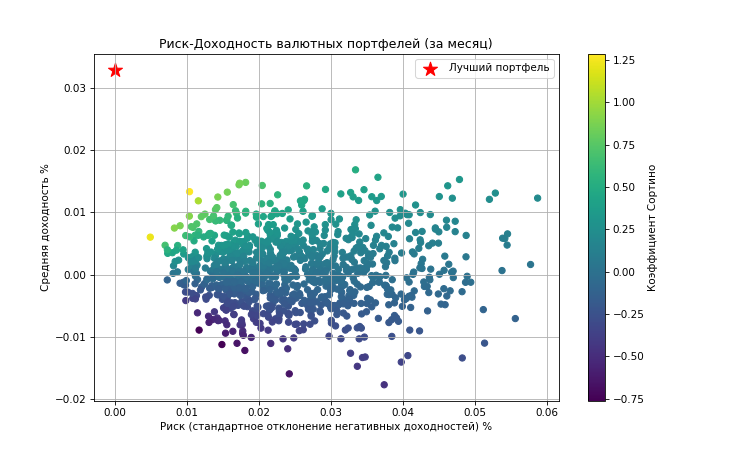 Риск-Доходность валютных портфелей (за месяц)
Лучший портфель
Средняя доходность %
0.03
0.02
0.01
0.00
−0.01
−0.02
0.00 0.01 0.02 0.03 0.04 0.05 0.06
Риск (стандартное отклонение негативных доходностей) %
1.25
1.00
0.75
0.50
0.25
0.00
−0.25
−0.50
−0.75
Коэффициент Сортино